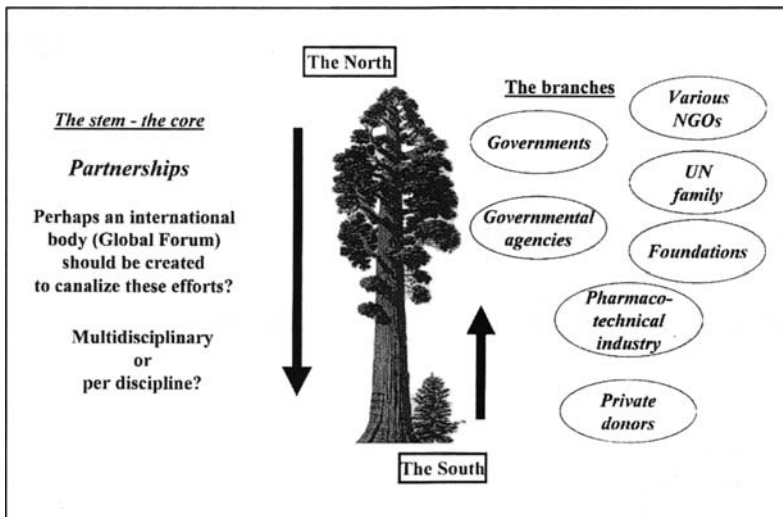 The North
The stem - the core
Partnerships
Perhaps an international
body (Global Forum)
should be created
to canalize these efforts?
Multidisciplinary
or
per discipline?
The branches
Various
NGOs
Governments
UN
family
Governmental
agencies
Foundations
Pharmaco-
technical
industry
Private
donors
The South